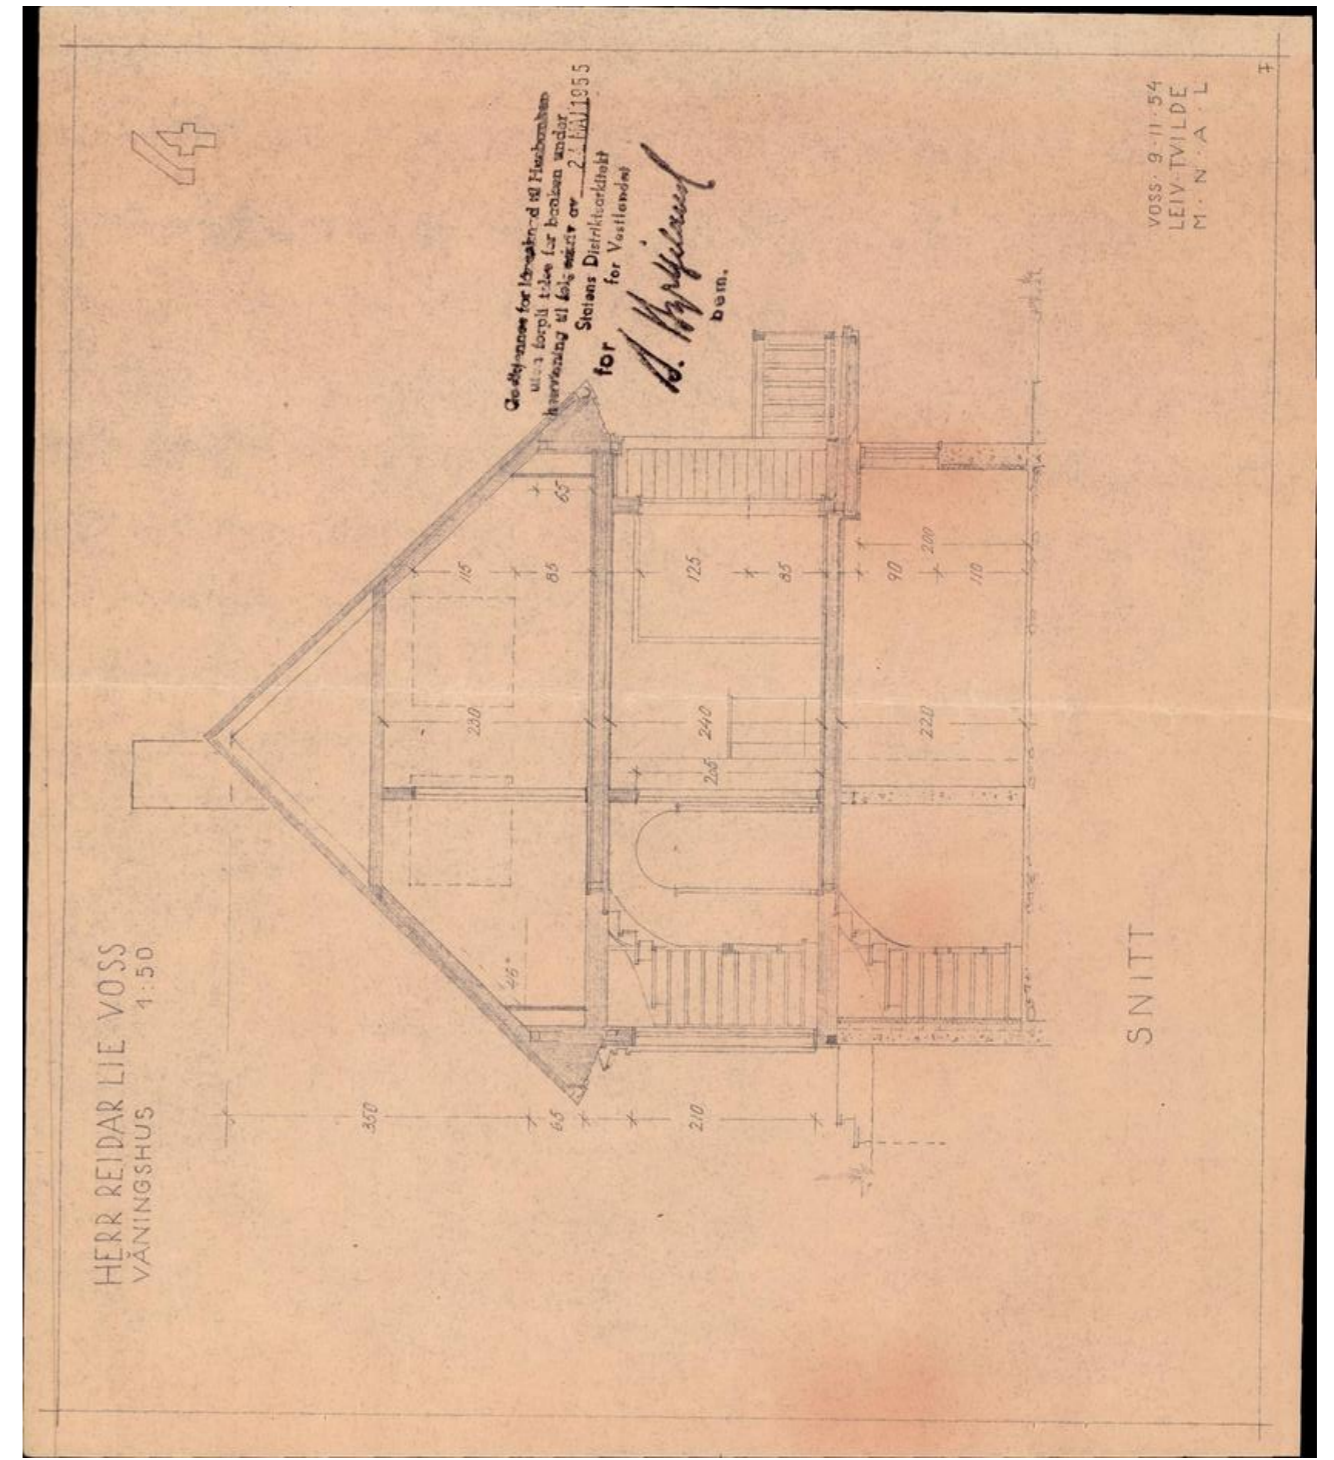 HERR REIDAR LIE VOSS
VÅNINGSHUS 1:50
4
Godkjennes for lånesøknad til Husbanken
uten forpliktelse for banken under
henvisning til følgeskriv av 21 MAI 1955
Statens Distriktsarkitekt
for Vestlandet
for
bem.
65
115
85
125
85
200
90
110
230
240
220
205
46°
350
65
210
SNITT
VOSS · 9 · 11 · 54
LEIV · TVILDE
M · N · A · L